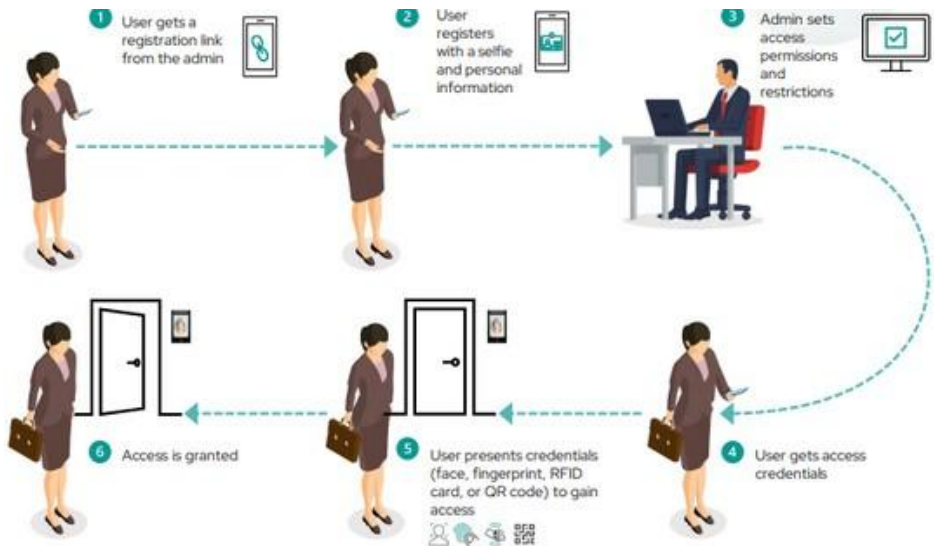 1
User gets a
registration link
from the admin
2
User
registers
with a selfie
and personal
information
3
Admin sets
access
permissions
and
restrictions
4
User gets access
credentials
5
User presents credentials
(face, fingerprint, RFID
card, or QR code) to gain
access
6
Access is granted